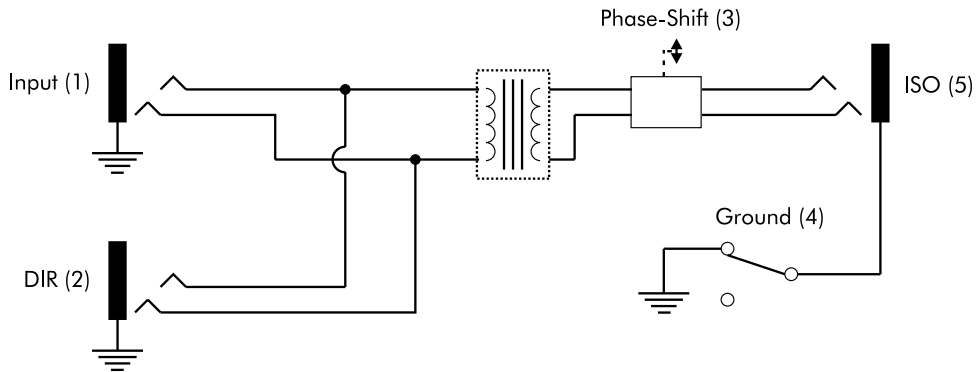 Phase-Shift (3)
Input (1)
ISO (5)
Ground (4)
DIR (2)